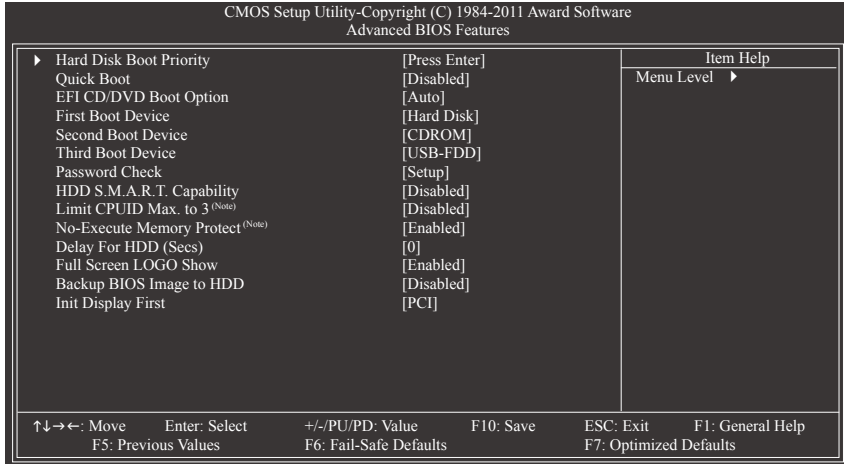 CMOS Setup Utility-Copyright (C) 1984-2011 Award Software
Advanced BIOS Features
Hard Disk Boot Priority [Press Enter] Item Help
Quick Boot [Disabled] Menu Level
EFI CD/DVD Boot Option [Auto]
First Boot Device [Hard Disk]
Second Boot Device [CDROM]
Third Boot Device [USB-FDD]
Password Check [Setup]
HDD S.M.A.R.T. Capability [Disabled]
Limit CPUID Max. to 3 (Note) [Disabled]
No-Execute Memory Protect (Note) [Enabled]
Delay For HDD (Secs) [0]
Full Screen LOGO Show [Enabled]
Backup BIOS Image to HDD [Disabled]
Init Display First [PCI]
↑↓→←: Move Enter: Select +/-/PU/PD: Value F10: Save ESC: Exit F1: General Help
F5: Previous Values F6: Fail-Safe Defaults F7: Optimized Defaults